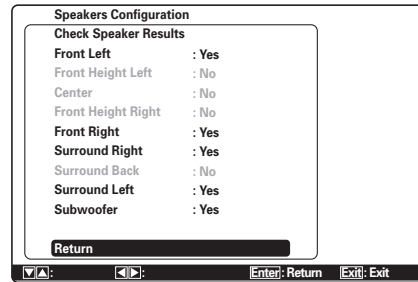 Speakers Configuration
Check Speaker Results
Front Left : Yes
Front Height Left : No
Center : No
Front Height Right : No
Front Right : Yes
Surround Right : Yes
Surround Back : No
Surround Left : Yes
Subwoofer : Yes
Return
▼▲: ◀▶: Enter: Return Exit: Exit